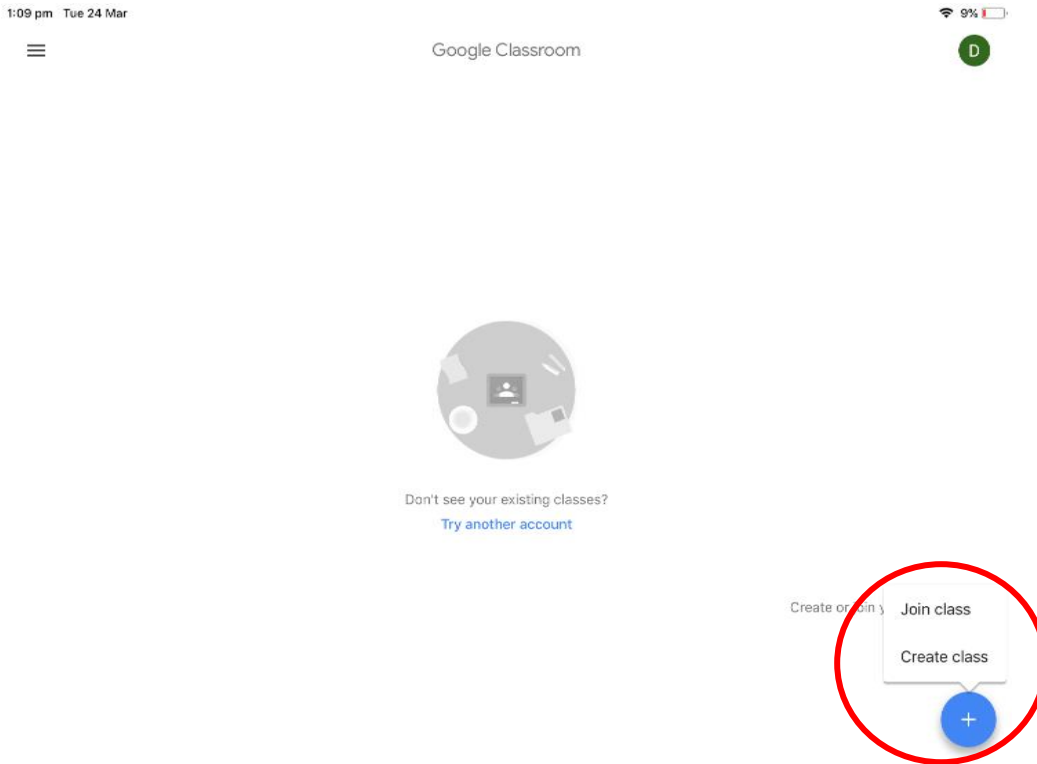 1:09 pm Tue 24 Mar
9%
Google Classroom
D
Don't see your existing classes?
Try another account
Create or join y
Join class
Create class
+